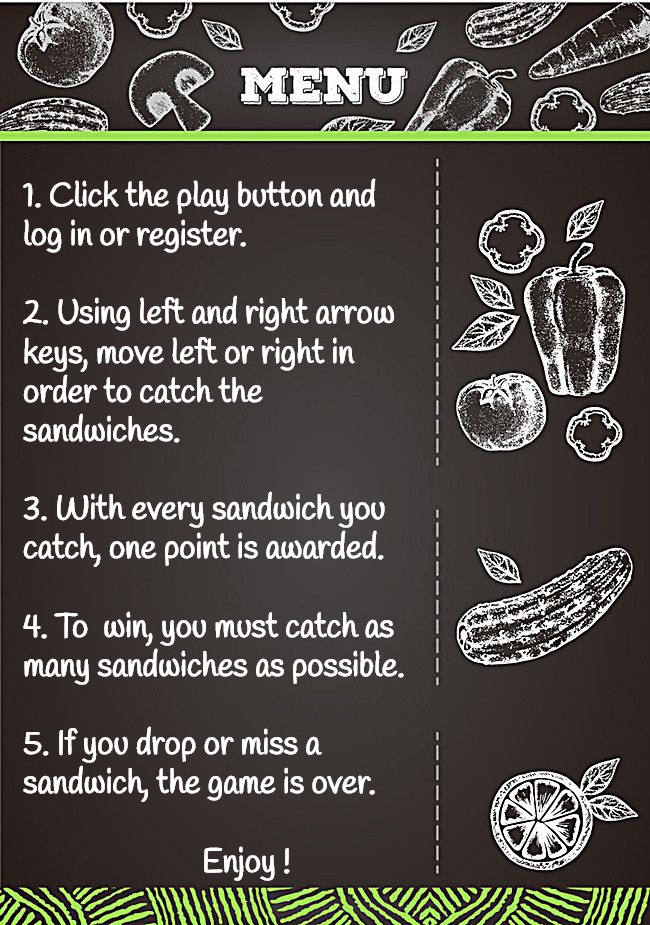 MENU
1. Click the play button and
log in or register.
2. Using left and right arrow
keys, move left or right in
order to catch the
sandwiches.
3. With every sandwich you
catch, one point is awarded.
4. To win, you must catch as
many sandwiches as possible.
5. If you drop or miss a
sandwich, the game is over.
Enjoy !